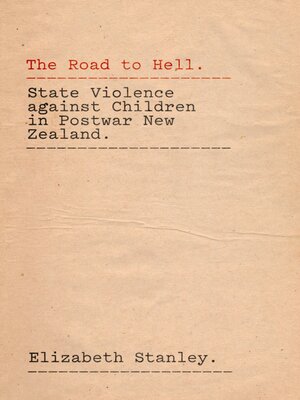 The Road to Hell.
State Violence
against Children
in Postwar New
Zealand.
Elizabeth Stanley.